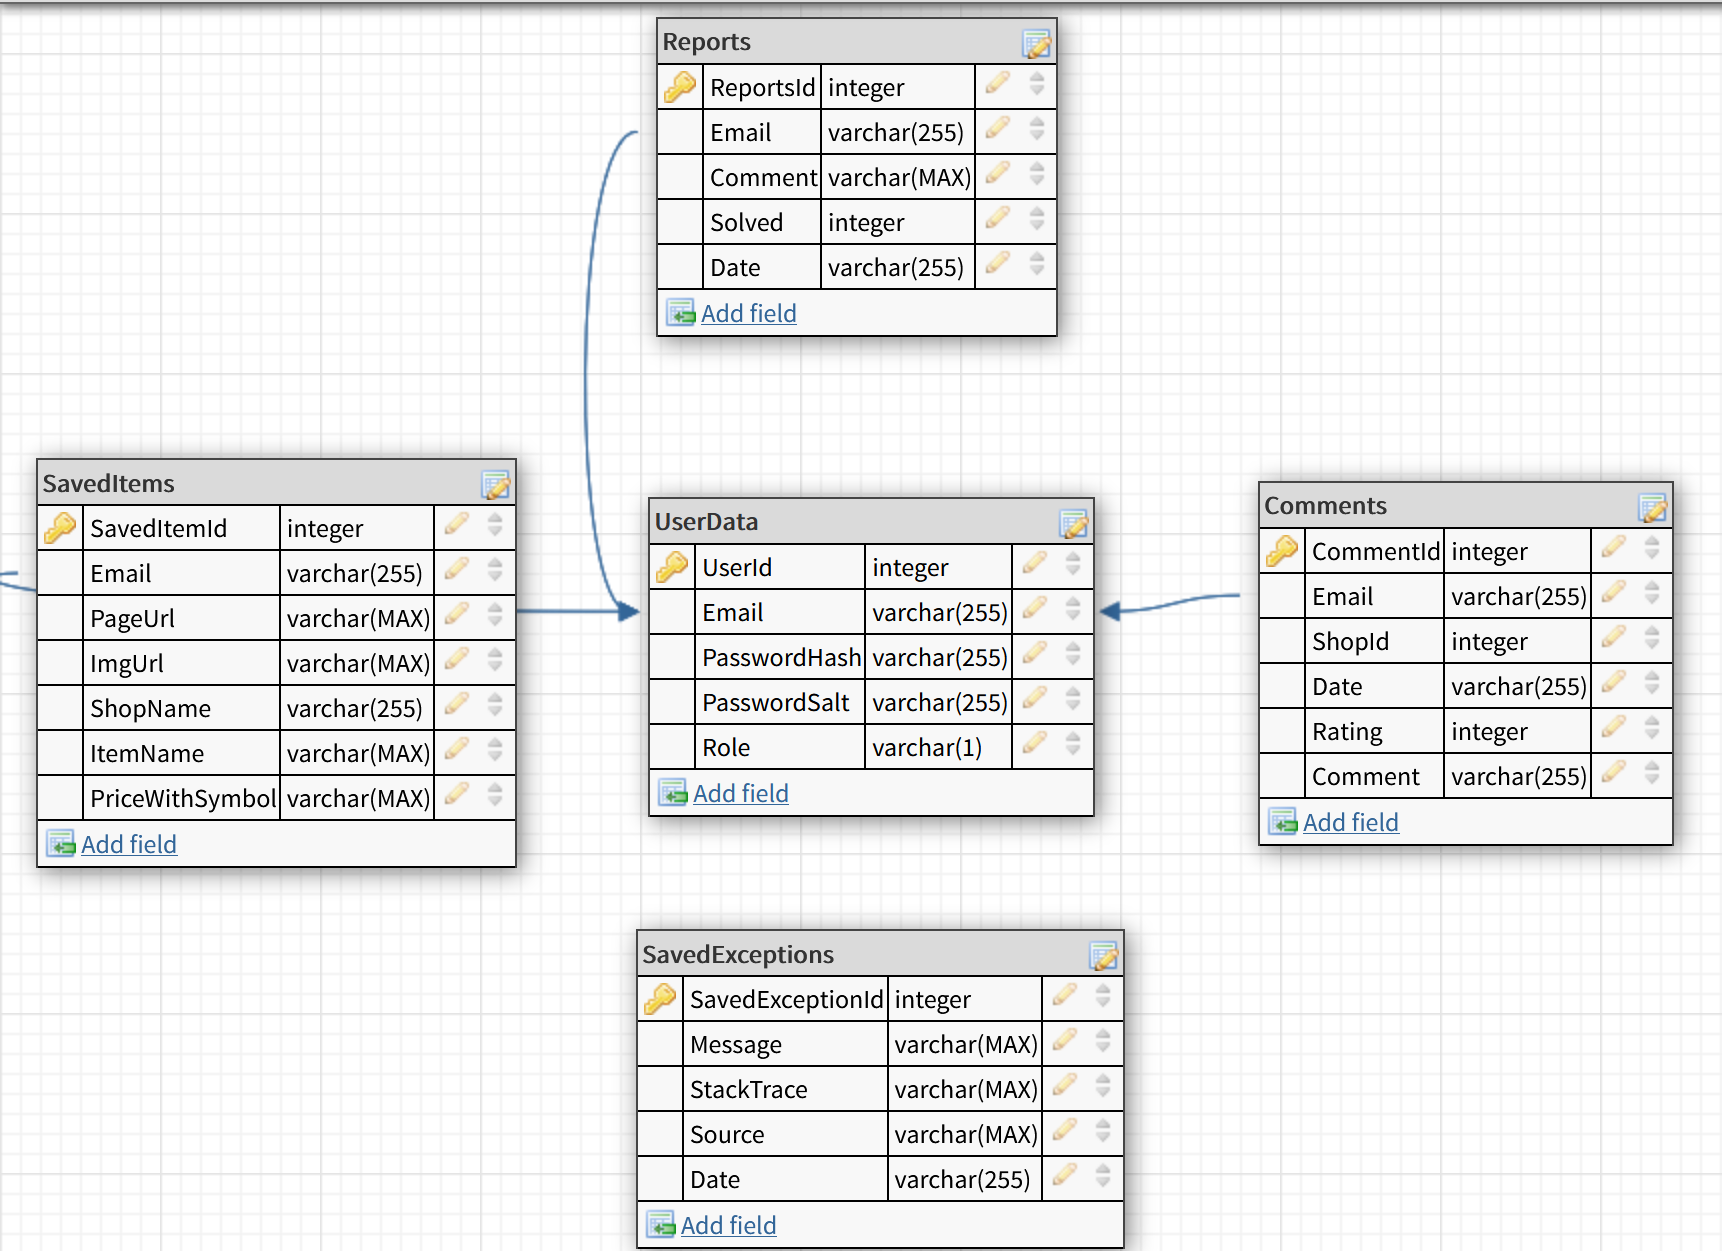 Reports
ReportsId integer
Email varchar(255)
Comment varchar(MAX)
Solved integer
Date varchar(255)
Add field
SavedItems
SavedItemId integer
Email varchar(255)
PageUrl varchar(MAX)
ImgUrl varchar(MAX)
ShopName varchar(255)
ItemName varchar(MAX)
PriceWithSymbol varchar(MAX)
Add field
UserData
UserId integer
Email varchar(255)
PasswordHash varchar(255)
PasswordSalt varchar(255)
Role varchar(1)
Add field
Comments
CommentId integer
Email varchar(255)
ShopId integer
Date varchar(255)
Rating integer
Comment varchar(255)
Add field
SavedExceptions
SavedExceptionId integer
Message varchar(MAX)
StackTrace varchar(MAX)
Source varchar(MAX)
Date varchar(255)
Add field